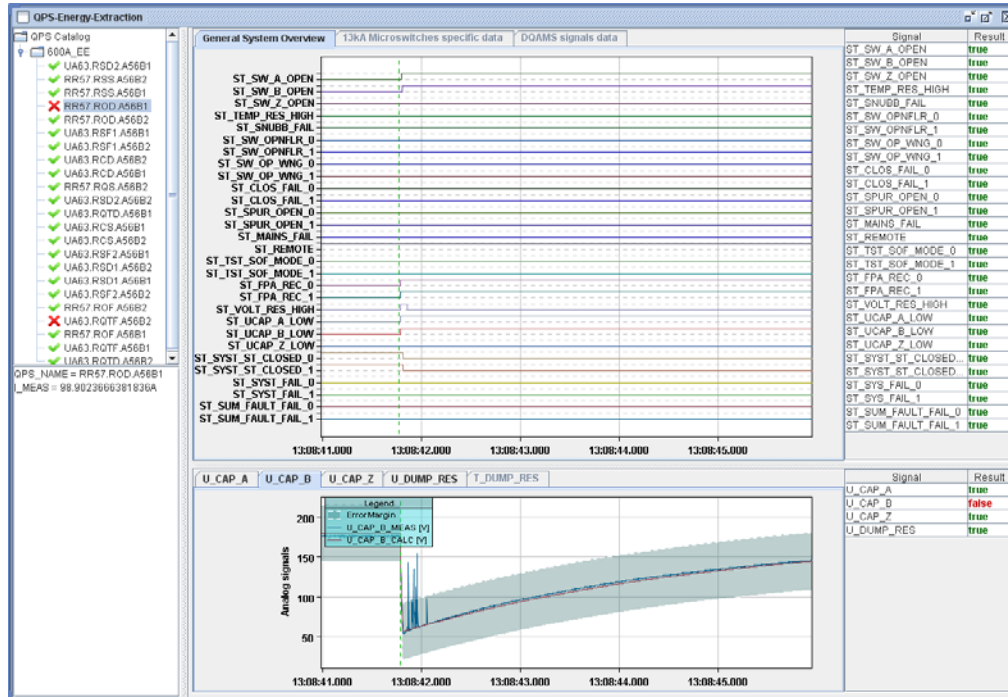 QPS-Energy-Extraction
QPS Catalog
600A_EE
UA63.RSD2.A56B1
RR57.RSS.A56B2
RR57.RSS.A56B1
RR57.ROD.A56B1
RR57.ROD.A56B2
UA63.RSF1.A56B1
UA63.RSF1.A56B2
UA63.RCD.A56B2
UA63.RCD.A56B1
RR57.RQS.A56B2
UA63.RSD2.A56B2
UA63.RQTD.A56B1
UA63.RCS.A56B1
UA63.RCS.A56B2
UA63.RSF2.A56B1
UA63.RSD1.A56B2
UA63.RSD1.A56B1
UA63.RSF2.A56B2
RR57.ROF.A56B2
UA63.RQTF.A56B2
RR57.ROF.A56B1
UA63.RQTF.A56B1
UA63.RQTD.A56B2
QPS_NAME = RR57.ROD.A56B1
I_MEAS = 98.9023666381836A
General System Overview 13kA Microswitches specific data DQAMS signals data
ST_SW_A_OPEN
ST_SW_B_OPEN
ST_SW_Z_OPEN
ST_TEMP_RES_HIGH
ST_SNUBB_FAIL
ST_SW_OPNFLR_0
ST_SW_OPNFLR_1
ST_SW_OP_WNG_0
ST_SW_OP_WNG_1
ST_CLOS_FAIL_0
ST_CLOS_FAIL_1
ST_SPUR_OPEN_0
ST_SPUR_OPEN_1
ST_MAINS_FAIL
ST_REMOTE
ST_TST_SOF_MODE_0
ST_TST_SOF_MODE_1
ST_FPA_REC_0
ST_FPA_REC_1
ST_VOLT_RES_HIGH
ST_UCAP_A_LOW
ST_UCAP_B_LOW
ST_UCAP_Z_LOW
ST_SYST_ST_CLOSED_0
ST_SYST_ST_CLOSED_1
ST_SYST_FAIL_0
ST_SYST_FAIL_1
ST_SUM_FAULT_FAIL_0
ST_SUM_FAULT_FAIL_1
13:08:41.000 13:08:42.000 13:08:43.000 13:08:44.000 13:08:45.000
Signal Result
ST_SW_A_OPEN true
ST_SW_B_OPEN true
ST_SW_Z_OPEN true
ST_TEMP_RES_HIGH true
ST_SNUBB_FAIL true
ST_SW_OPNFLR_0 true
ST_SW_OPNFLR_1 true
ST_SW_OP_WNG_0 true
ST_SW_OP_WNG_1 true
ST_CLOS_FAIL_0 true
ST_CLOS_FAIL_1 true
ST_SPUR_OPEN_0 true
ST_SPUR_OPEN_1 true
ST_MAINS_FAIL true
ST_REMOTE true
ST_TST_SOF_MODE_0 true
ST_TST_SOF_MODE_1 true
ST_FPA_REC_0 true
ST_FPA_REC_1 true
ST_VOLT_RES_HIGH true
ST_UCAP_A_LOW true
ST_UCAP_B_LOW true
ST_UCAP_Z_LOW true
ST_SYST_ST_CLOSED... true
ST_SYST_ST_CLOSED... true
ST_SYS_FAIL_0 true
ST_SYS_FAIL_1 true
ST_SUM_FAULT_FAIL_0 true
ST_SUM_FAULT_FAIL_1 true
U_CAP_A U_CAP_B U_CAP_Z U_DUMP_RES T_DUMP_RES
Legend
ErrorMargin
U_CAP_B_MEAS [V]
U_CAP_B_CALC [V]
Analog signals
200
150
100
50
13:08:41.000 13:08:42.000 13:08:43.000 13:08:44.000 13:08:45.000
Signal Result
U_CAP_A true
U_CAP_B false
U_CAP_Z true
U_DUMP_RES true